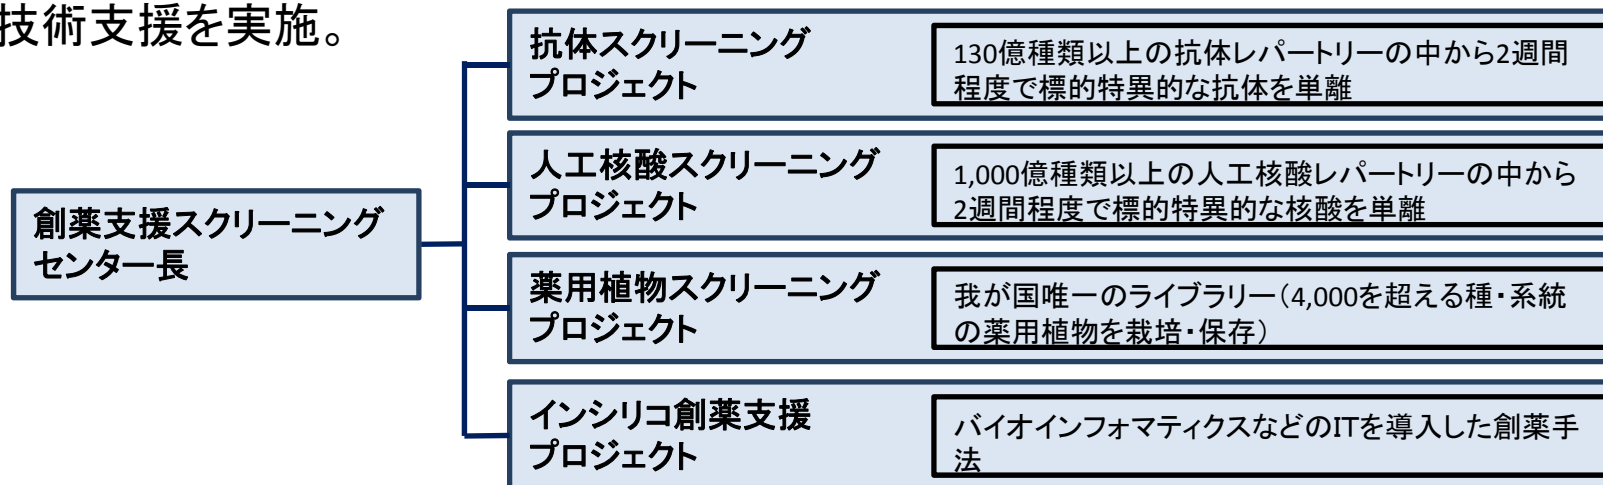 技術支援を実施。
抗体スクリーニング
プロジェクト
130億種類以上の抗体レパートリーの中から2週間
程度で標的特異的な抗体を単離
人工核酸スクリーニング
プロジェクト
1,000億種類以上の人工核酸レパートリーの中から
2週間程度で標的特異的な核酸を単離
創薬支援スクリーニング
センター長
薬用植物スクリーニング
プロジェクト
我が国唯一のライブラリー（4,000を超える種・系統
の薬用植物を栽培・保存）
インシリコ創薬支援
プロジェクト
バイオインフォマティクスなどのITを導入した創薬手
法